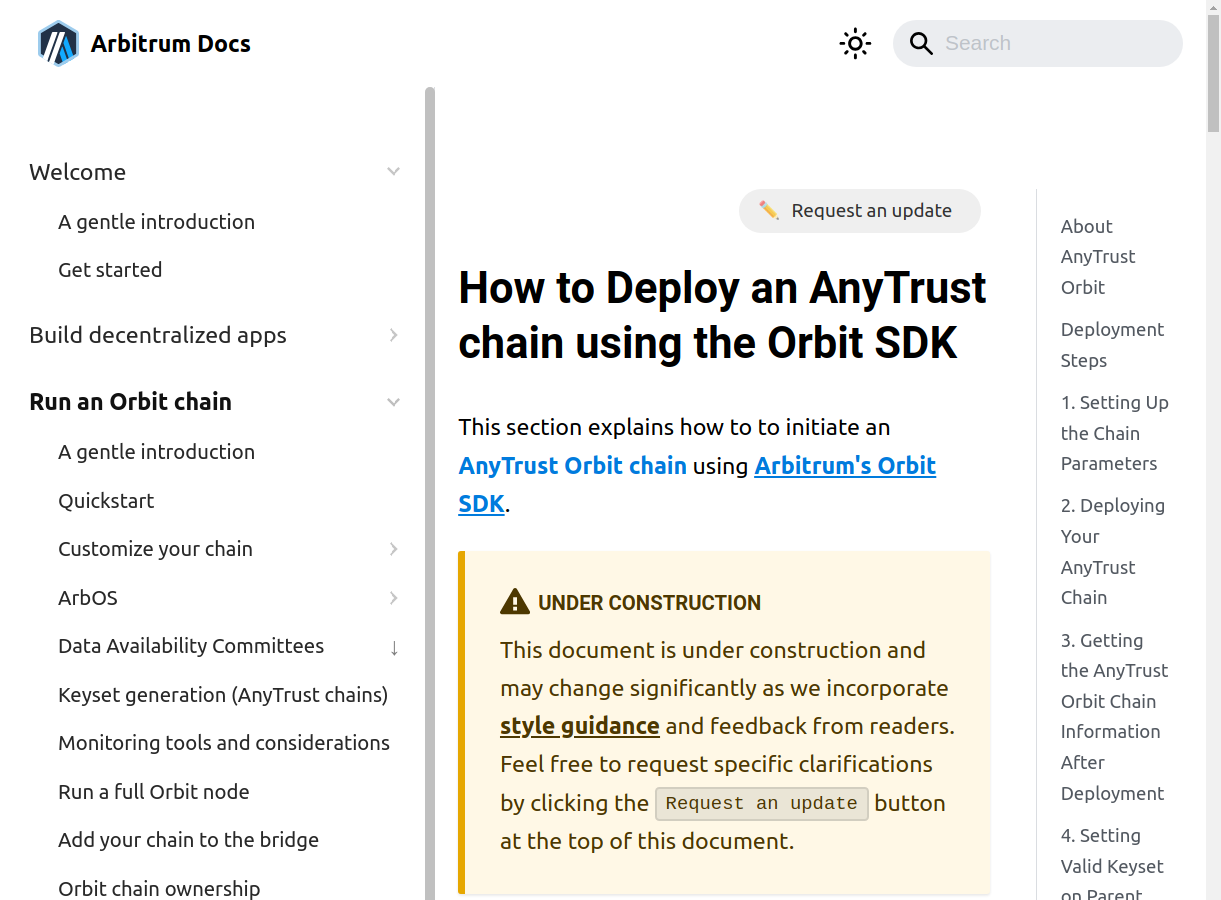 Arbitrum Docs
Search
Welcome
A gentle introduction
Get started
Build decentralized apps
Run an Orbit chain
A gentle introduction
Quickstart
Customize your chain
ArbOS
Data Availability Committees ↓
Keyset generation (AnyTrust chains)
Monitoring tools and considerations
Run a full Orbit node
Add your chain to the bridge
Orbit chain ownership
✏️ Request an update
How to Deploy an AnyTrust
chain using the Orbit SDK
This section explains how to to initiate an
AnyTrust Orbit chain using Arbitrum's Orbit
SDK.
UNDER CONSTRUCTION
This document is under construction and
may change significantly as we incorporate
style guidance and feedback from readers.
Feel free to request specific clarifications
by clicking the Request an update button
at the top of this document.
About
AnyTrust
Orbit
Deployment
Steps
1. Setting Up
the Chain
Parameters
2. Deploying
Your
AnyTrust
Chain
3. Getting
the AnyTrust
Orbit Chain
Information
After
Deployment
4. Setting
Valid Keyset
on Parent